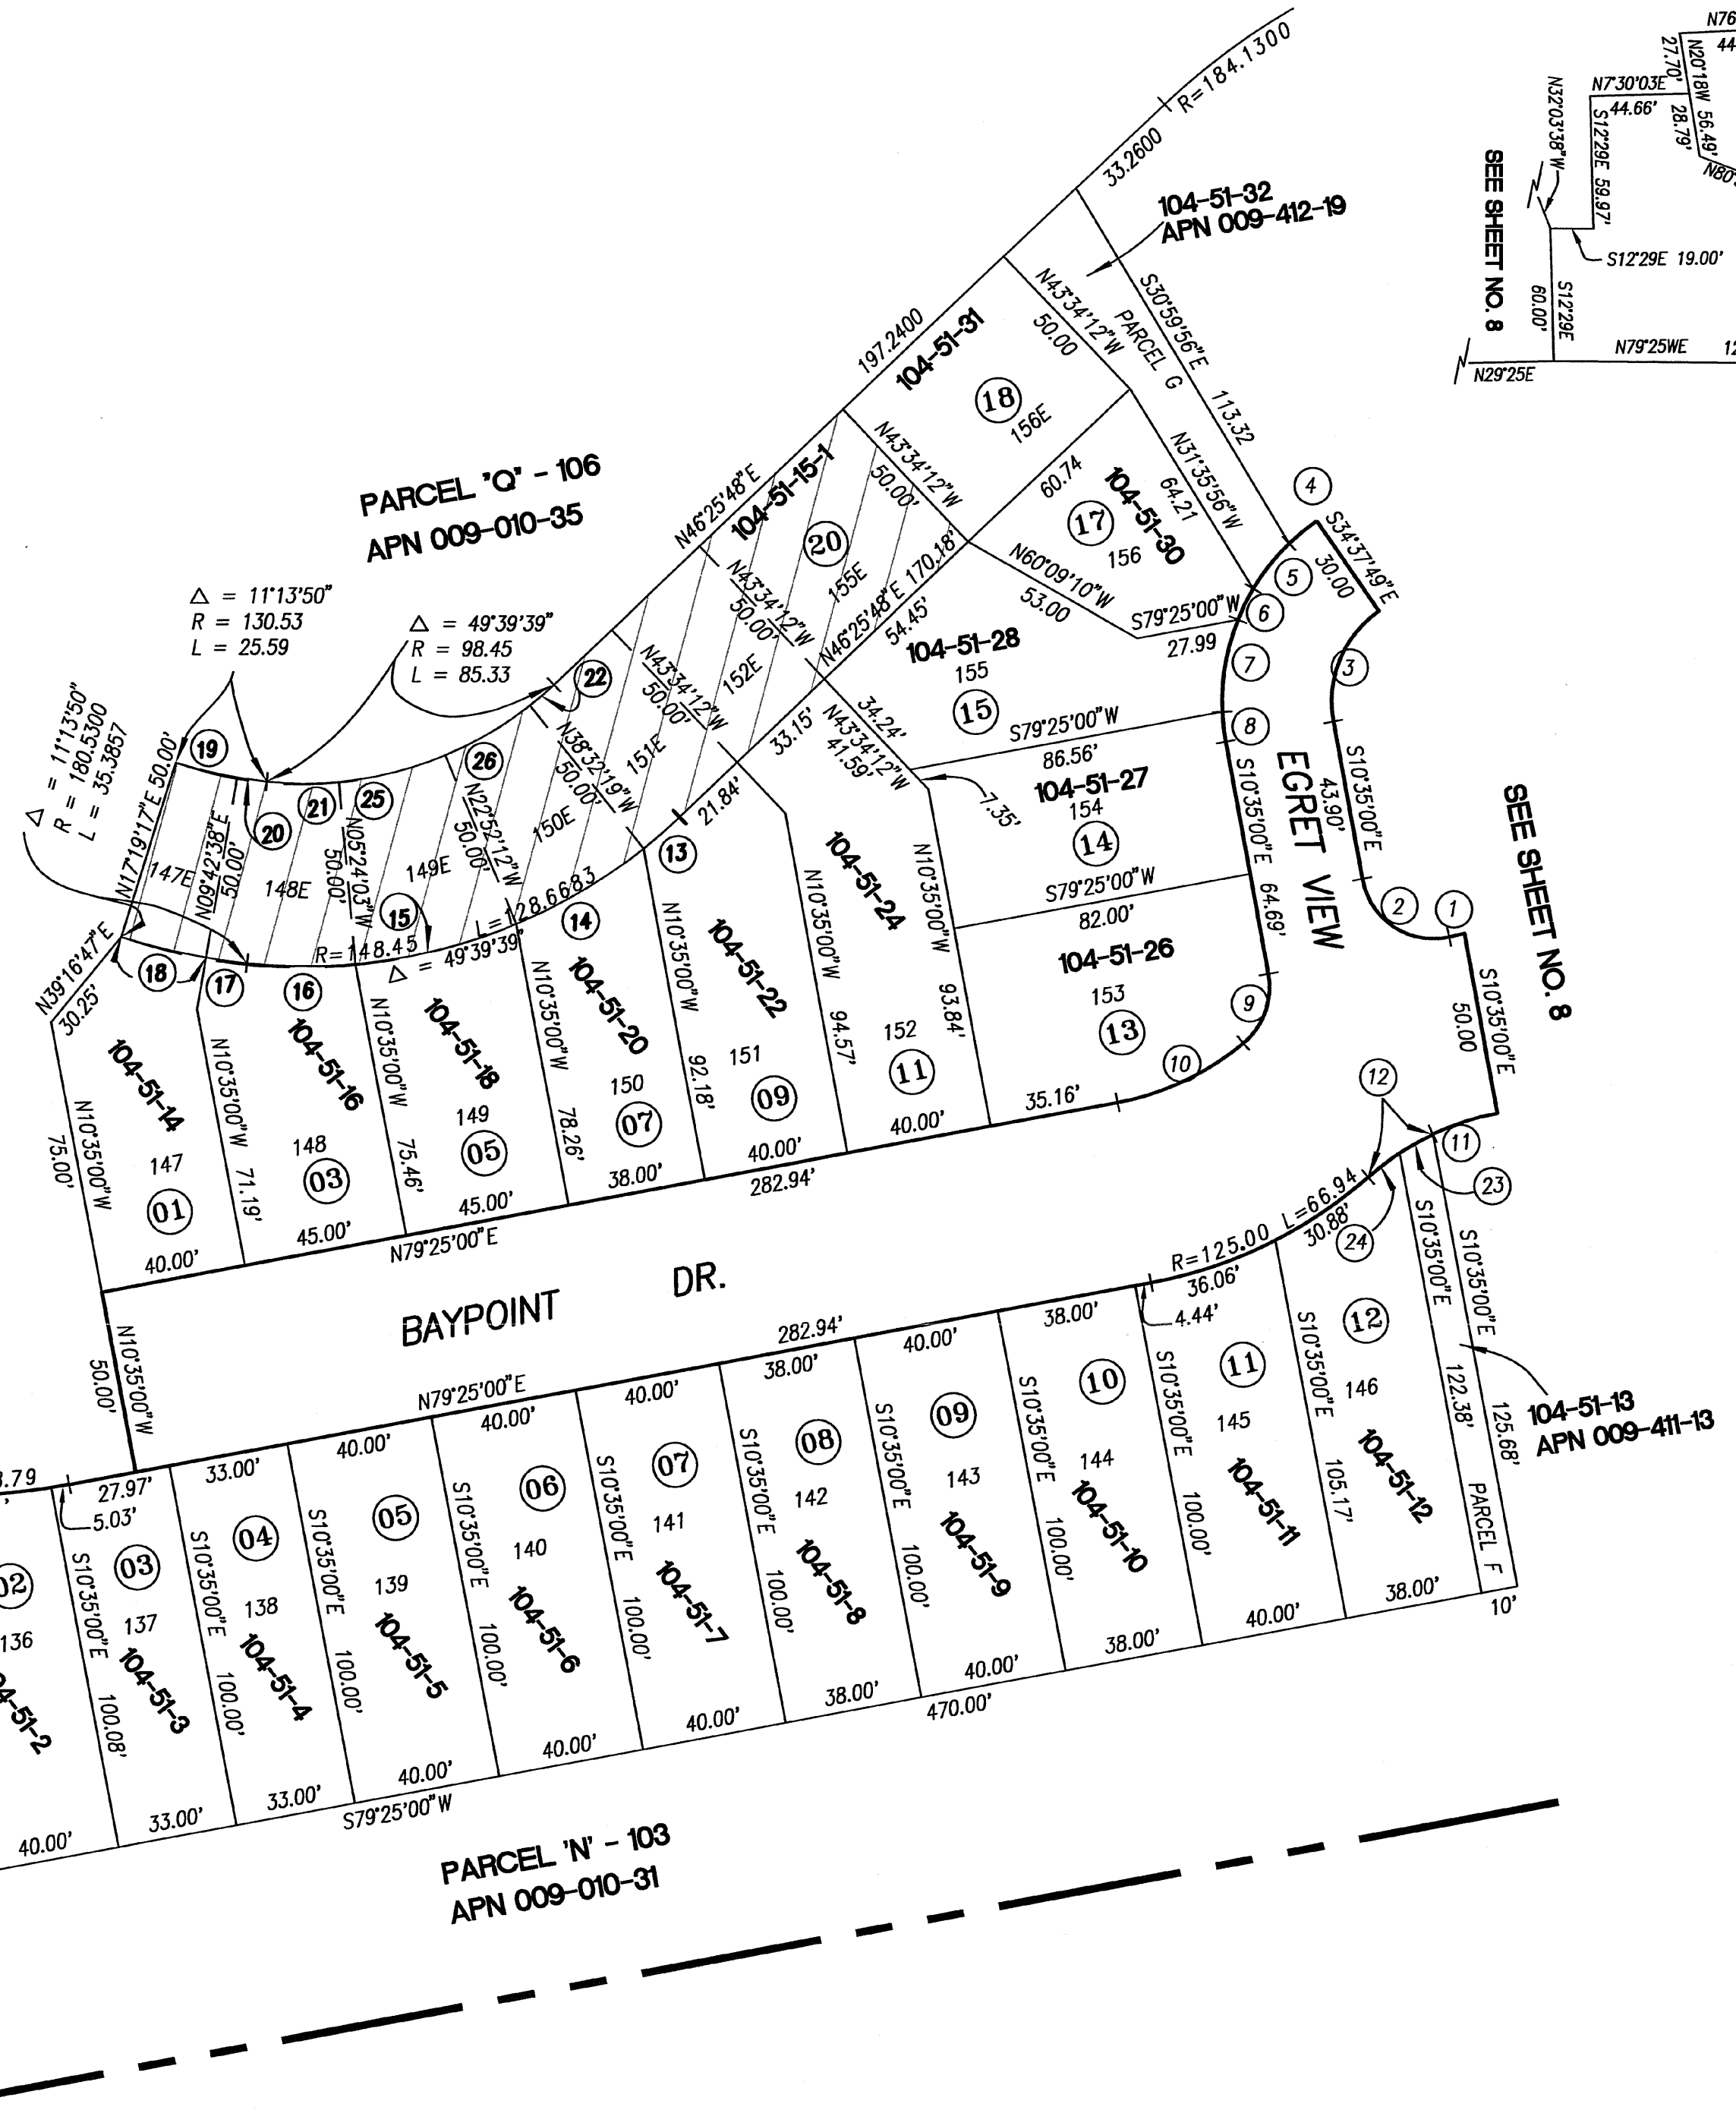 R=184.1300
33.2600
104-51-32
APN 009-412-19
N76
44
27.70'
N20°18W 56.49'
28.79'
N80°
N7°30'03E
44.66'
N32°03'38"W
S12°29E 59.97'
S12°29E 19.00'
SEE SHEET NO. 8
60.00'
S12°29E
N79°25WE
12
N29°25E
197.2400
N43°34'12"W
50.00
PARCEL G
S30°59'56"E
113.32
104-51-31
18
156E
PARCEL "Q" - 106
APN 009-010-35
N46°25'48"E
104-51-15-1
N43°34'12"W
50.00'
20
155E
60.74
N31°35'56"W
64.21
104-51-30
17
156
4
S34°37'49"E
30.00
5
6
N60°09'10"W
53.00
S79°25'00"W
27.99
7
3
△ = 11°13'50"
R = 130.53
L = 25.59
△ = 49°39'39"
R = 98.45
L = 85.33
N43°34'12"W
50.00'
N46°25'48"E 170.18'
54.45'
104-51-28
155
15
34.24'
N43°34'12"W
41.59'
S79°25'00"W
86.56'
8
△ = 11°13'50"
R = 180.5300
L = 35.3857
19
22
N43°34'12"W
50.00'
152E
33.15'
N17°19'17"E 50.00'
147E
N09°42'38"E
50.00'
20
21
25
26
N38°32'19"W
50.00'
151E
21.84'
148E
N05°24'03"W
50.00'
149E
N22°52'12"W
50.00'
150E
13
15
L=128.6683
14
R=148.45
△ = 49°39'39"
7.35'
104-51-27
154
14
S79°25'00"W
82.00'
S10°35'00"E
64.69'
EGRET VIEW
43.90'
S10°35'00"E
2
1
SEE SHEET NO. 8
S10°35'00"E
50.00
N39°16'47"E
30.25'
18
17
16
104-51-14
N10°35'00"W
75.00'
147
01
40.00'
N10°35'00"W
71.19'
104-51-16
148
03
45.00'
N10°35'00"W
75.46'
104-51-18
149
05
45.00'
N10°35'00"W
78.26'
104-51-20
150
07
38.00'
N10°35'00"W
92.18'
104-51-22
151
09
40.00'
N10°35'00"W
94.57'
104-51-24
152
11
40.00'
N10°35'00"W
93.84'
104-51-26
153
13
35.16'
9
10
12
11
23
24
282.94'
N79°25'00"E
BAYPOINT DR.
N10°35'00"W
50.00'
R=125.00 L=66.94
36.06'
30.88'
4.44'
282.94'
N79°25'00"E
3.79
'
5.03'
27.97'
33.00'
40.00'
40.00'
40.00'
38.00'
40.00'
38.00'
02
136
04-51-2
40.00'
S10°35'00"E
100.08'
03
137
104-51-3
33.00'
S10°35'00"E
100.00'
04
138
104-51-4
33.00'
S10°35'00"E
100.00'
05
139
104-51-5
40.00'
S10°35'00"E
100.00'
06
140
104-51-6
40.00'
S10°35'00"E
100.00'
07
141
104-51-7
40.00'
S10°35'00"E
100.00'
08
142
104-51-8
38.00'
S10°35'00"E
100.00'
09
143
104-51-9
40.00'
S10°35'00"E
100.00'
10
144
104-51-10
38.00'
S10°35'00"E
100.00'
11
145
104-51-11
40.00'
S10°35'00"E
105.17'
12
146
104-51-12
38.00'
S10°35'00"E
122.38'
PARCEL F
S10°35'00"E
125.68'
10'
104-51-13
APN 009-411-13
470.00'
S79°25'00"W
PARCEL 'N' - 103
APN 009-010-31